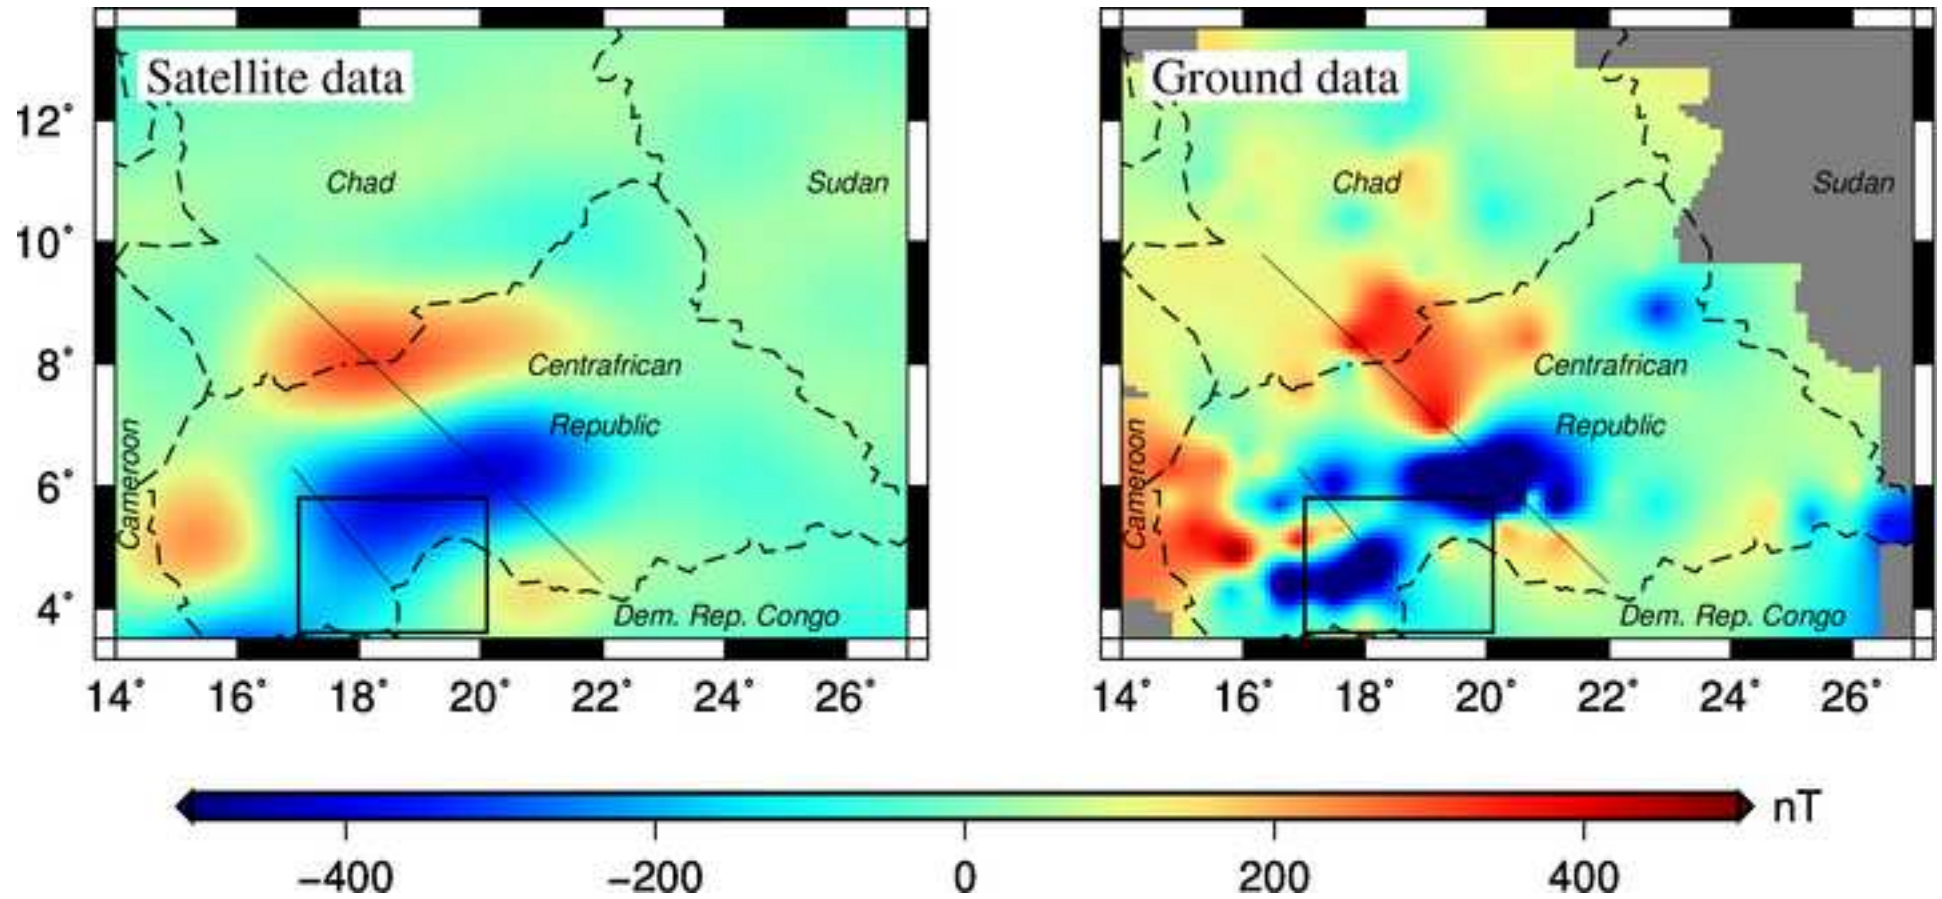 Satellite data
Chad
Sudan
Centrafrican
Republic
Cameroon
Dem. Rep. Congo
12°
10°
8°
6°
4°
14° 16° 18° 20° 22° 24° 26°
Ground data
Chad
Sudan
Centrafrican
Republic
Cameroon
Dem. Rep. Congo
14° 16° 18° 20° 22° 24° 26°
nT
−400 −200 0 200 400